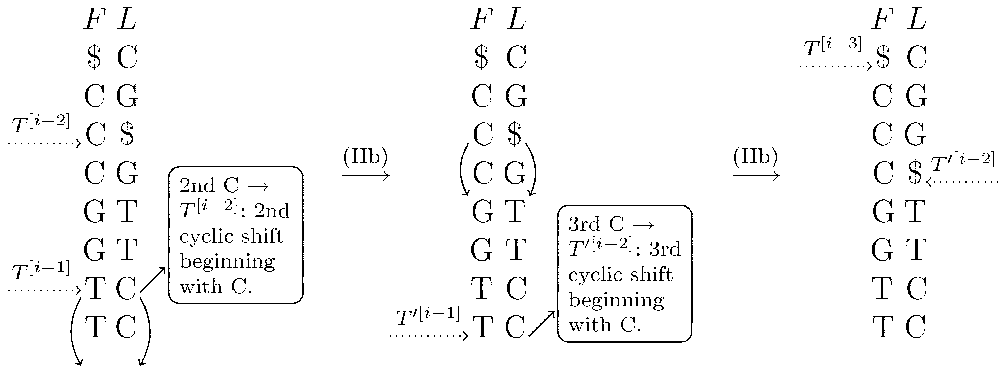 F L
$ C
C G
T[i−2] C $
C G
G T
G T
T[i−1] T C
T C
2nd C →
T[i 2]: 2nd
cyclic shift
beginning
with C.
(IIb)
F L
$ C
C G
C $
C G
G T
G T
T C
T′[i−1] T C
3rd C →
T′[i−2]: 3rd
cyclic shift
beginning
with C.
(IIb)
F L
T[i 3] $ C
C G
C G
C $ T′[i−2]
G T
G T
T C
T C